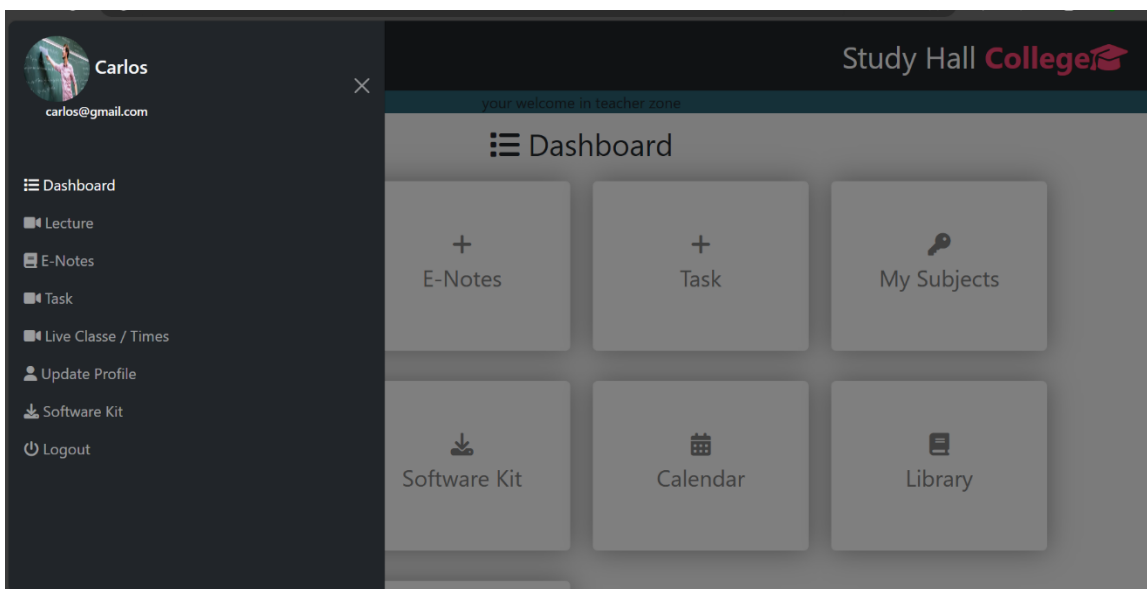 Carlos
carlos@gmail.com
Dashboard
Lecture
E-Notes
Task
Live Classe / Times
Update Profile
Software Kit
Logout
Study Hall College
your welcome in teacher zone
Dashboard
E-Notes
Task
My Subjects
Software Kit
Calendar
Library